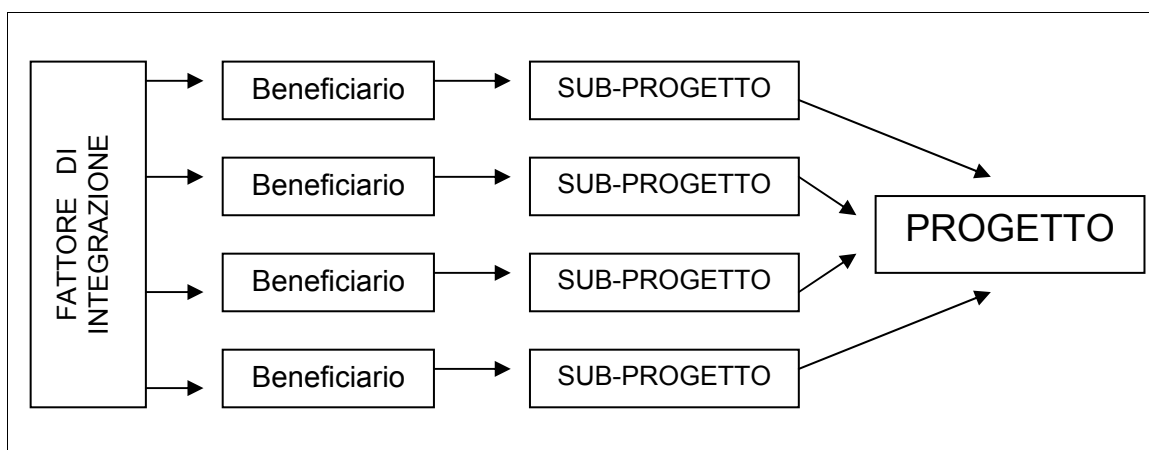 FATTORE DI
INTEGRAZIONE
Beneficiario
SUB-PROGETTO
Beneficiario
SUB-PROGETTO
Beneficiario
SUB-PROGETTO
Beneficiario
SUB-PROGETTO
PROGETTO